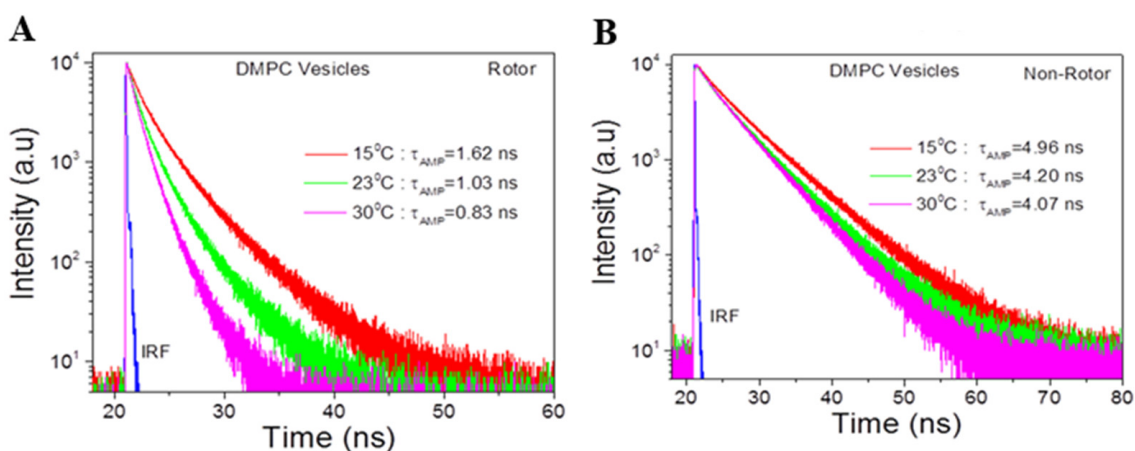 A
DMPC Vesicles Rotor
15⁰C : τAMP=1.62 ns
23⁰C : τAMP=1.03 ns
30⁰C : τAMP=0.83 ns
IRF
Intensity (a.u)
10⁴
10³
10²
10¹
20 30 40 50 60
Time (ns)
B
DMPC Vesicles Non-Rotor
15⁰C : τAMP=4.96 ns
23⁰C : τAMP=4.20 ns
30⁰C : τAMP=4.07 ns
IRF
Intensity (a.u)
10⁴
10³
10²
10¹
20 30 40 50 60 70 80
Time (ns)